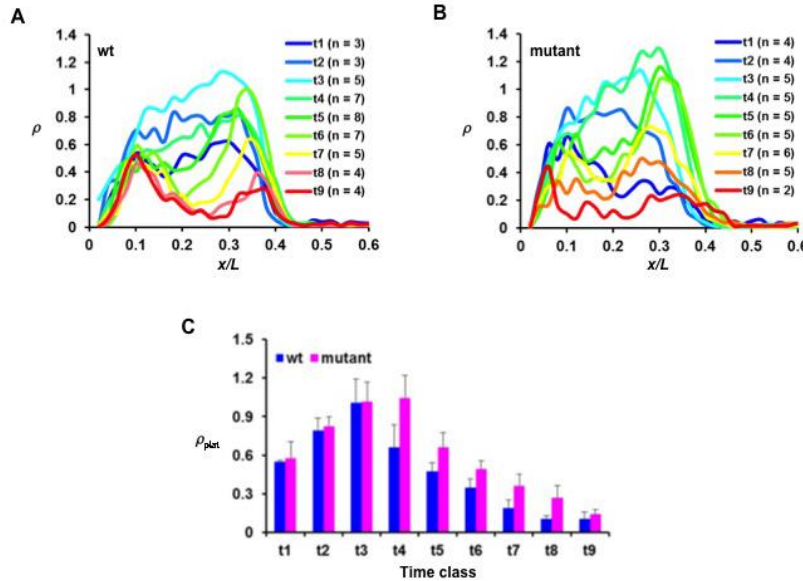 A
wt
1.4
1.2
1
0.8
0.6
0.4
0.2
0
ρ
0 0.1 0.2 0.3 0.4 0.5 0.6
x/L
t1 (n = 3)
t2 (n = 3)
t3 (n = 5)
t4 (n = 7)
t5 (n = 8)
t6 (n = 7)
t7 (n = 5)
t8 (n = 4)
t9 (n = 4)
B
mutant
1.4
1.2
1
0.8
0.6
0.4
0.2
0
ρ
0 0.1 0.2 0.3 0.4 0.5 0.6
x/L
t1 (n = 4)
t2 (n = 4)
t3 (n = 5)
t4 (n = 5)
t5 (n = 5)
t6 (n = 5)
t7 (n = 6)
t8 (n = 5)
t9 (n = 2)
C
wt mutant
1.5
1.2
0.9
0.6
0.3
0
ρplat
t1 t2 t3 t4 t5 t6 t7 t8 t9
Time class